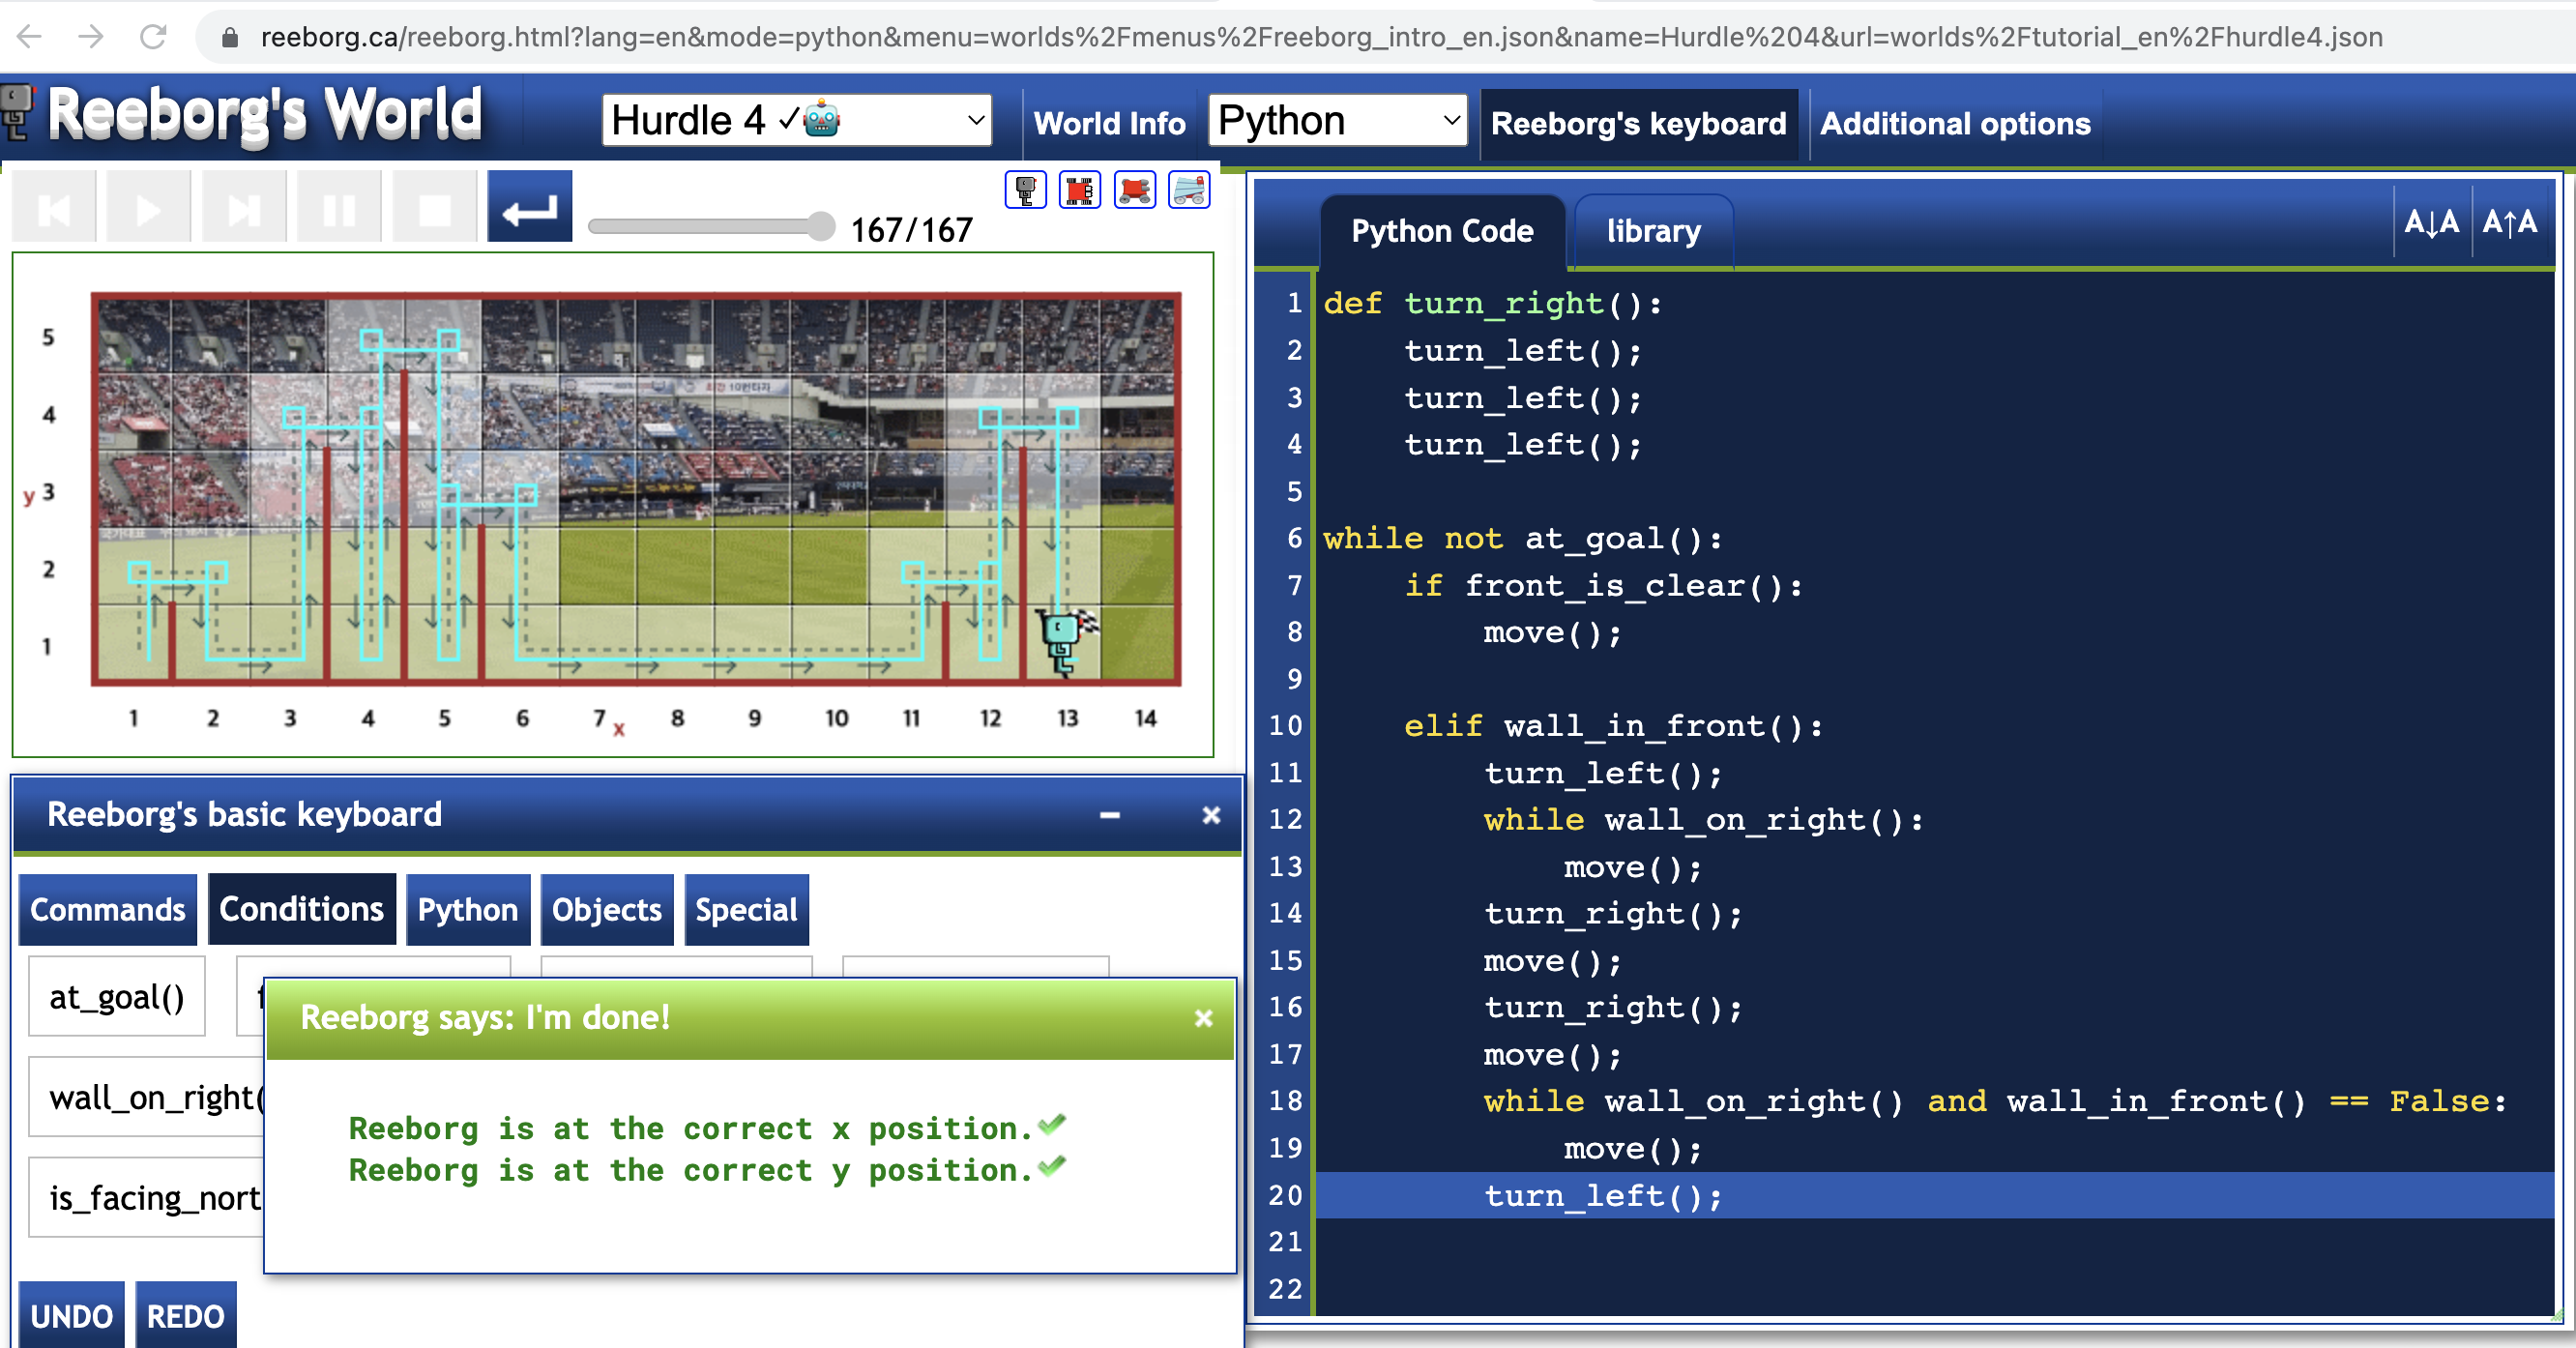 reeborg.ca/reeborg.html?lang=en&mode=python&menu=worlds%2Fmenus%2Freeborg_intro_en.json&name=Hurdle%204&url=worlds%2Ftutorial_en%2Fhurdle4.json
Reeborg's World
Hurdle 4 ✓🤖
World Info
Python
Reeborg's keyboard
Additional options
167/167
5
4
y 3
2
1
1 2 3 4 5 6 7 x 8 9 10 11 12 13 14
Reeborg's basic keyboard
Commands Conditions Python Objects Special
at_goal()
wall_on_right(
is_facing_nort
Reeborg says: I'm done!
Reeborg is at the correct x position.
Reeborg is at the correct y position.
UNDO REDO
Python Code library A↓A A↑A
1 def turn_right():
2     turn_left();
3     turn_left();
4     turn_left();
5
6 while not at_goal():
7     if front_is_clear():
8         move();
9
10     elif wall_in_front():
11         turn_left();
12         while wall_on_right():
13             move();
14         turn_right();
15         move();
16         turn_right();
17         move();
18         while wall_on_right() and wall_in_front() == False:
19             move();
20         turn_left();
21
22